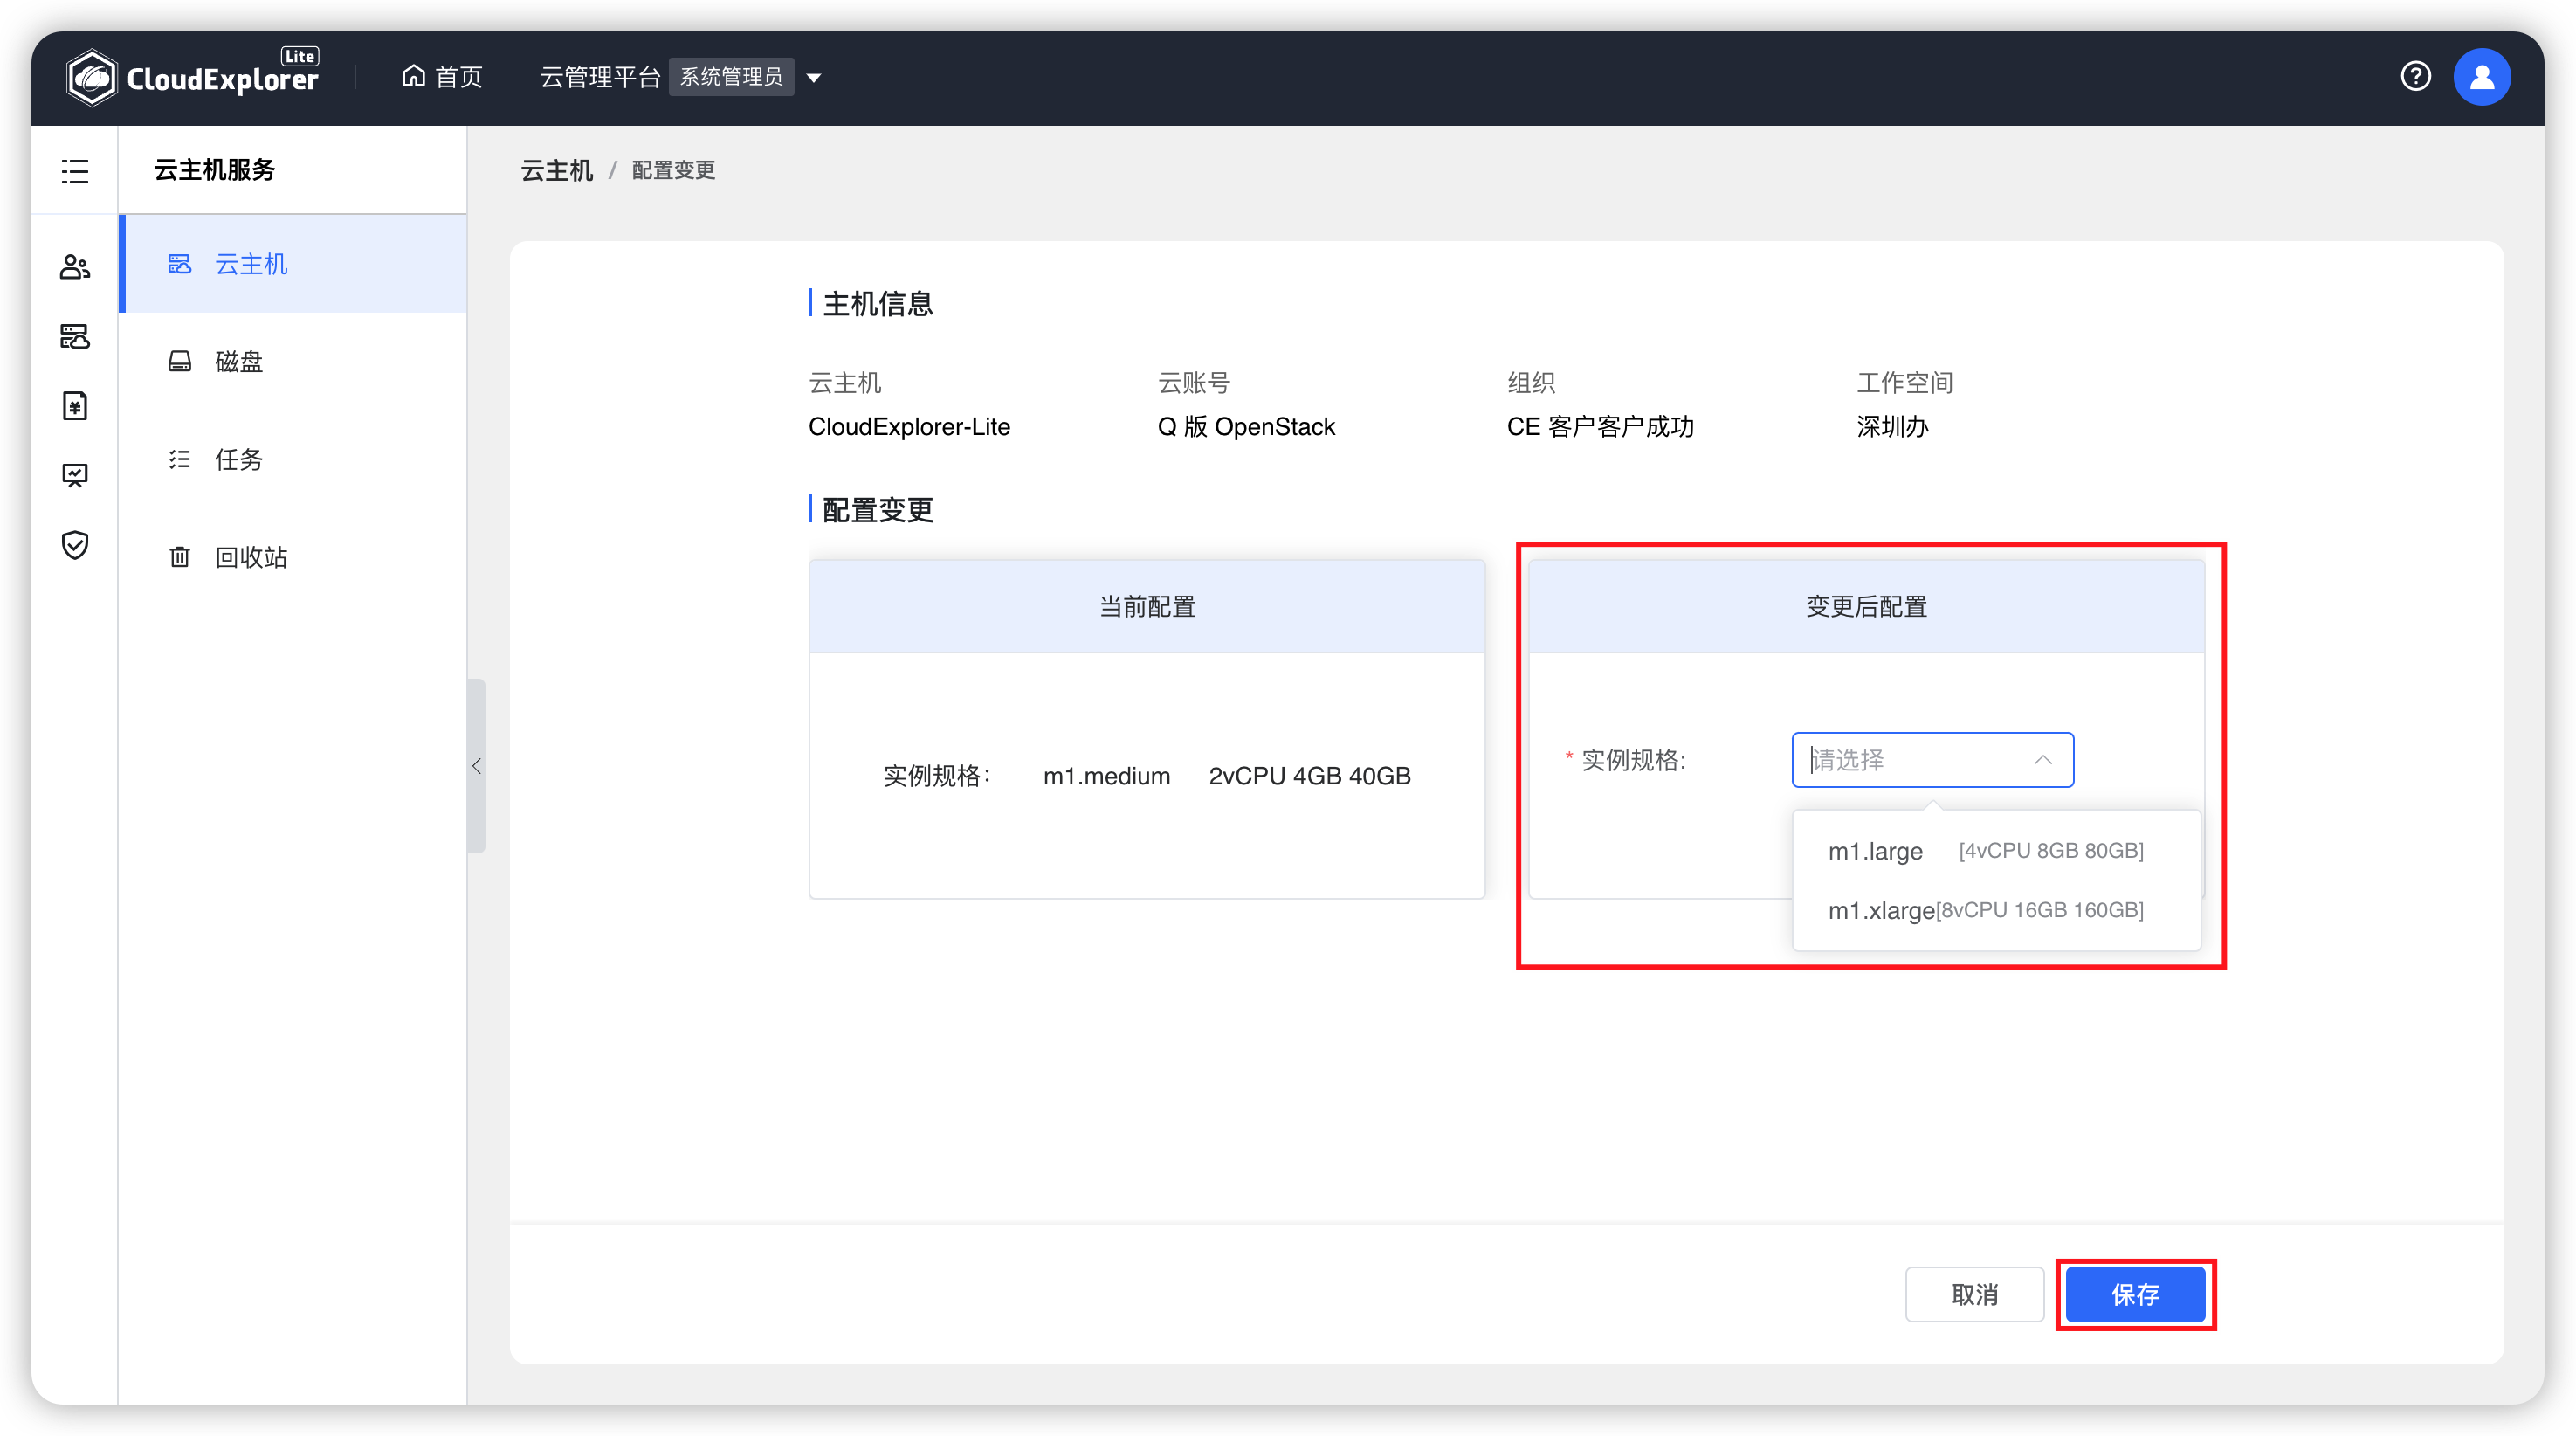 CloudExplorer Lite
首页
云管理平台 系统管理员
云主机服务
云主机
磁盘
任务
回收站
云主机 / 配置变更
主机信息
云主机 云账号 组织 工作空间
CloudExplorer-Lite Q 版 OpenStack CE 客户客户成功 深圳办
配置变更
当前配置
实例规格： m1.medium 2vCPU 4GB 40GB
变更后配置
* 实例规格: 请选择
m1.large [4vCPU 8GB 80GB]
m1.xlarge[8vCPU 16GB 160GB]
取消 保存